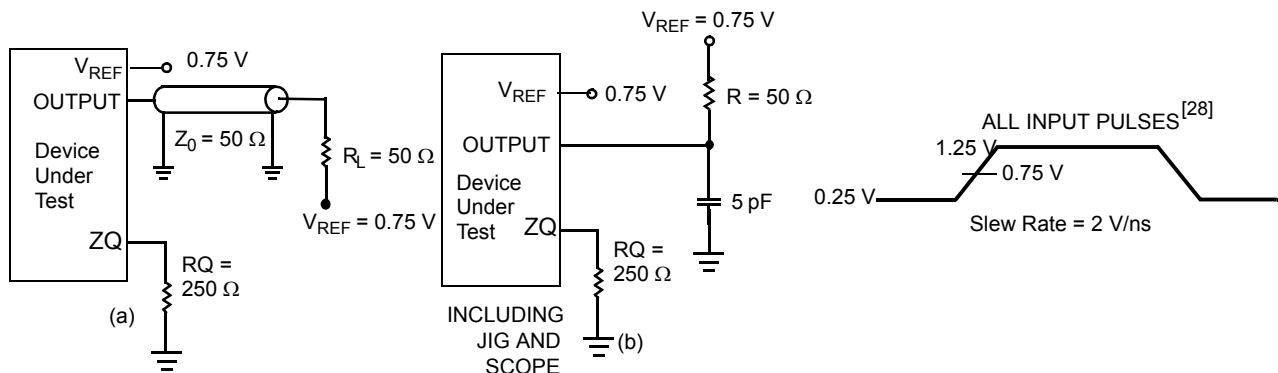 V_REF 0.75 V
OUTPUT
Z₀ = 50 Ω
Device
Under
Test
R_L = 50 Ω
V_REF = 0.75 V
ZQ
RQ =
250 Ω
(a)
V_REF = 0.75 V
R = 50 Ω
V_REF 0.75 V
OUTPUT
Device
Under
Test
5 pF
ZQ
RQ =
250 Ω
INCLUDING
JIG AND
SCOPE
(b)
ALL INPUT PULSES[28]
1.25 V
0.75 V
0.25 V
Slew Rate = 2 V/ns